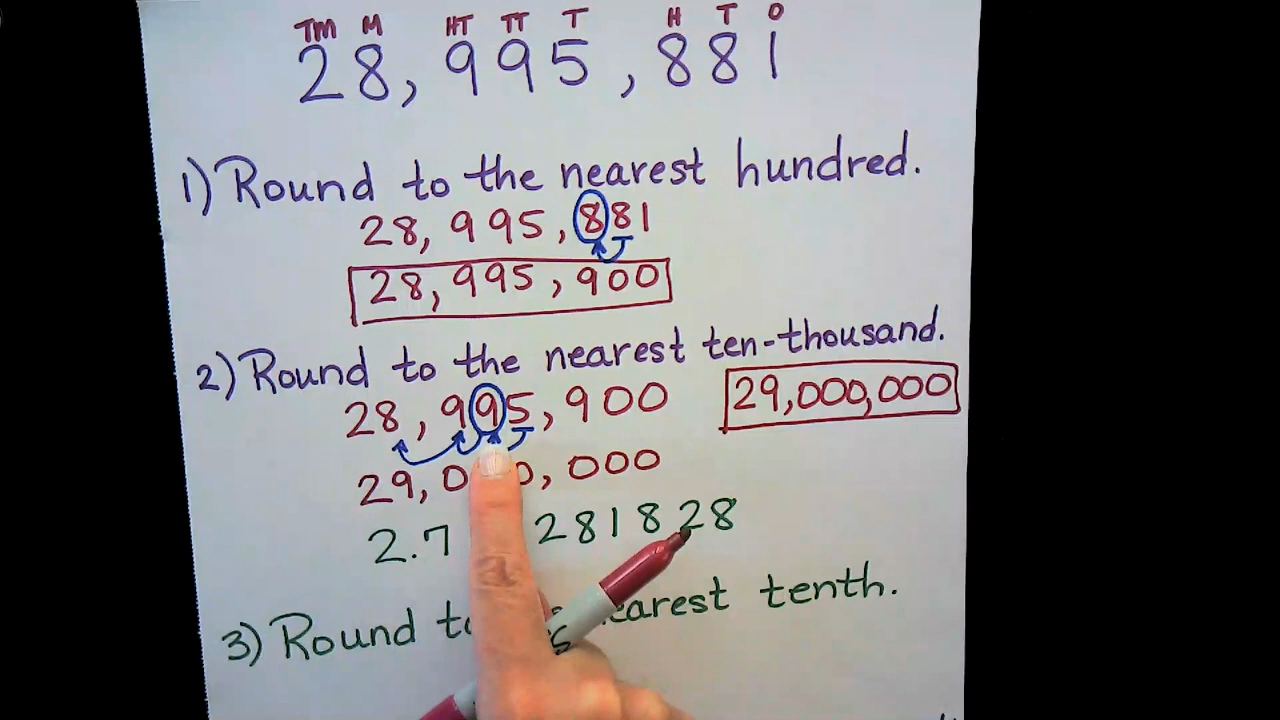 TM M HT TT T H T O
28,995,881
1) Round to the nearest hundred.
28,995,881
28,995,900
2) Round to the nearest ten-thousand.
28,995,900 29,000,000
29,0 0,000
2.7 281828
3) Round nearest tenth.